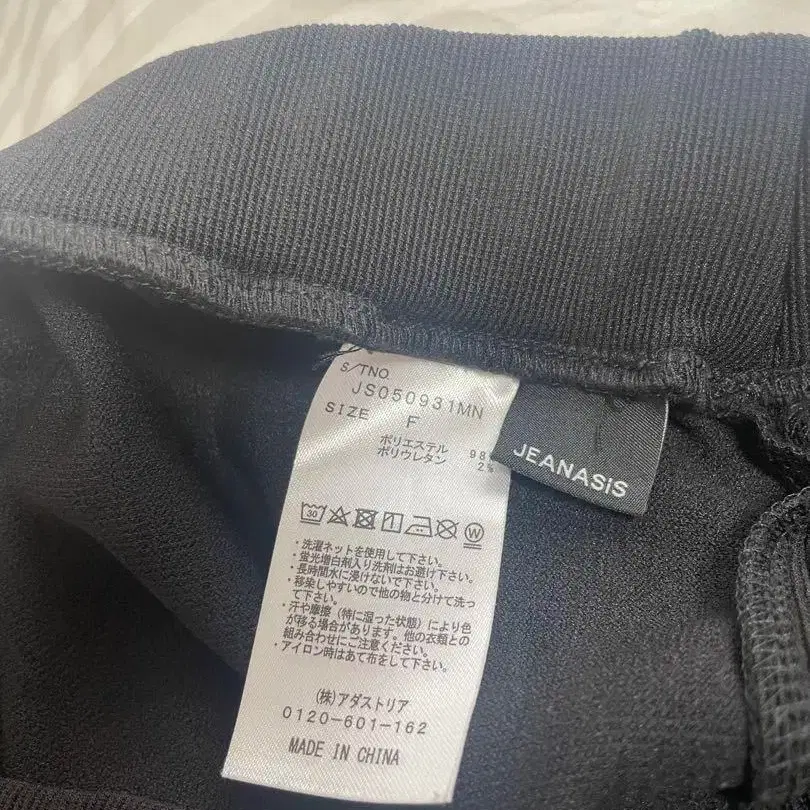 S/TNO
JS050931MN
SIZE F
ポリエステル 98%
ポリウレタン 2%
JEANASiS
30 W
・洗濯ネットを使用して下さい。
・蛍光増白剤入り洗剤はお避け下さい。
・長時間水に浸けないで下さい。
・移染しやすいので他の物と分けて洗っ
て下さい。
・汗や摩擦（特に湿った状態）により色
が移る場合があります。他の衣類との
組み合わせにご注意ください。
・アイロン時はあて布をして下さい。
(株)アダストリア
0120-601-162
MADE IN CHINA